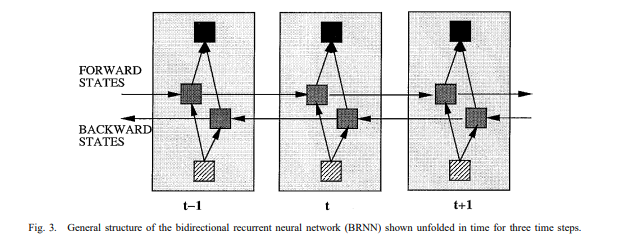 FORWARD
STATES
BACKWARD
STATES
t−1
t
t+1
Fig. 3. General structure of the bidirectional recurrent neural network (BRNN) shown unfolded in time for three time steps.